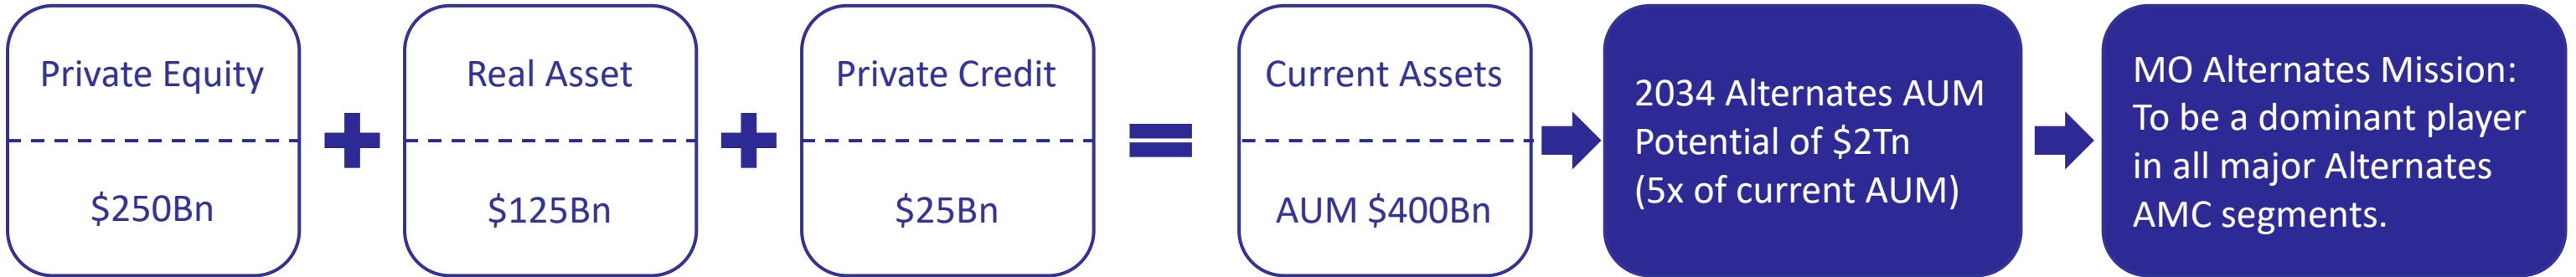 Private Equity
$250Bn
Real Asset
$125Bn
Private Credit
$25Bn
Current Assets
AUM $400Bn
2034 Alternates AUM
Potential of $2Tn
(5x of current AUM)
MO Alternates Mission:
To be a dominant player
in all major Alternates
AMC segments.